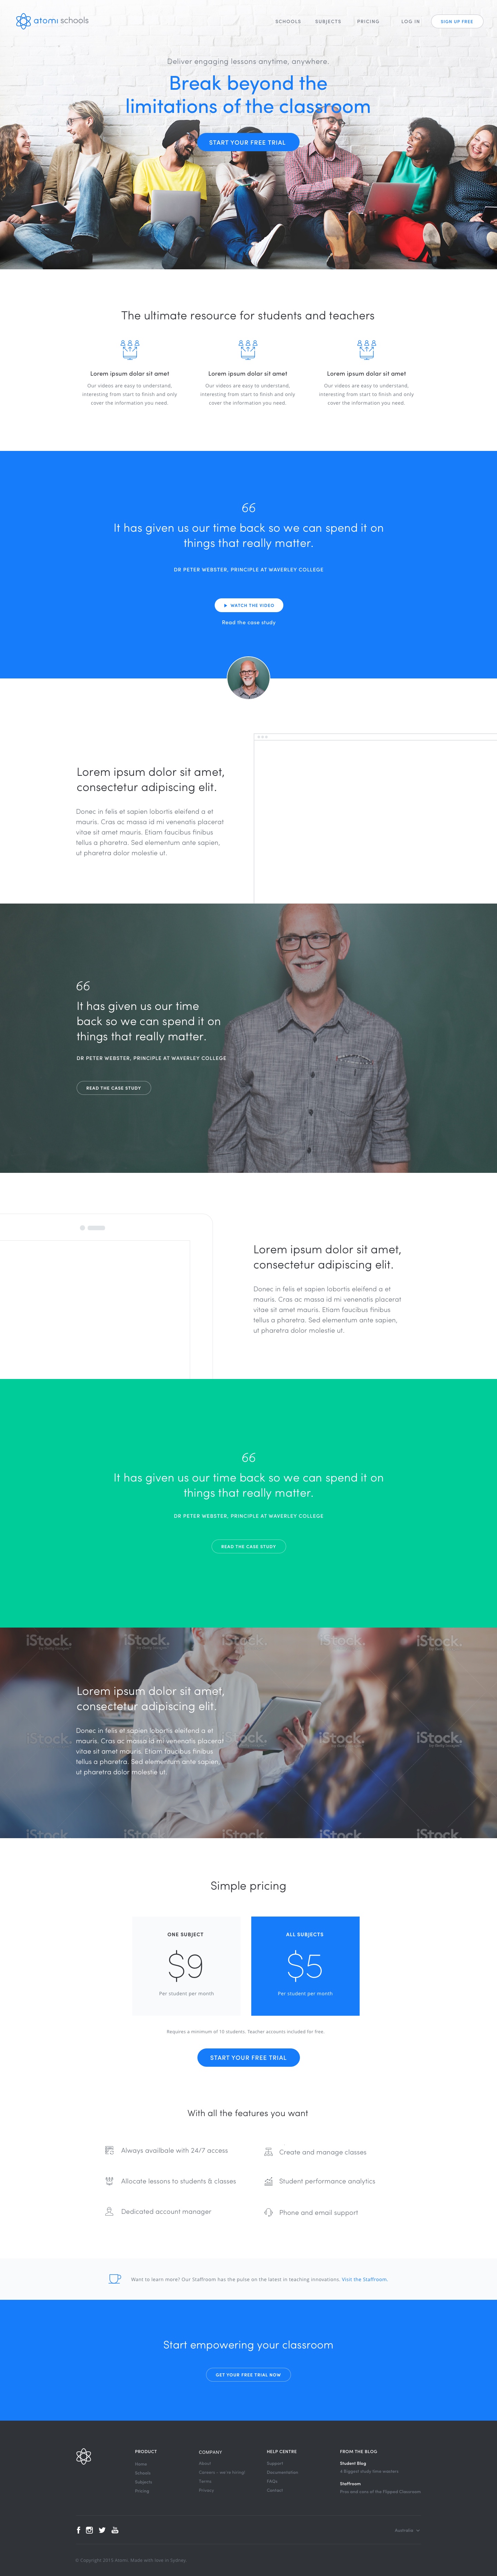 atomi schools
SCHOOLS SUBJECTS PRICING LOG IN SIGN UP FREE
Deliver engaging lessons anytime, anywhere.
Break beyond the
limitations of the classroom
START YOUR FREE TRIAL
The ultimate resource for students and teachers
Lorem ipsum dolar sit amet
Our videos are easy to understand,
interesting from start to finish and only
cover the information you need.
Lorem ipsum dolar sit amet
Our videos are easy to understand,
interesting from start to finish and only
cover the information you need.
Lorem ipsum dolar sit amet
Our videos are easy to understand,
interesting from start to finish and only
cover the information you need.
66
It has given us our time back so we can spend it on
things that really matter.
DR PETER WEBSTER, PRINCIPLE AT WAVERLEY COLLEGE
WATCH THE VIDEO
Read the case study
Lorem ipsum dolor sit amet,
consectetur adipiscing elit.
Donec in felis et sapien lobortis eleifend a et
mauris. Cras ac massa id mi venenatis placerat
vitae sit amet mauris. Etiam faucibus finibus
tellus a pharetra. Sed elementum ante sapien,
ut pharetra dolor molestie ut.
66
It has given us our time
back so we can spend it on
things that really matter.
DR PETER WEBSTER, PRINCIPLE AT WAVERLEY COLLEGE
READ THE CASE STUDY
Lorem ipsum dolor sit amet,
consectetur adipiscing elit.
Donec in felis et sapien lobortis eleifend a et
mauris. Cras ac massa id mi venenatis placerat
vitae sit amet mauris. Etiam faucibus finibus
tellus a pharetra. Sed elementum ante sapien,
ut pharetra dolor molestie ut.
66
It has given us our time back so we can spend it on
things that really matter.
DR PETER WEBSTER, PRINCIPLE AT WAVERLEY COLLEGE
READ THE CASE STUDY
iStock. iStock. iStock. iStock. iStock.
Lorem ipsum dolor sit amet,
consectetur adipiscing elit.
Donec in felis et sapien lobortis eleifend a et
mauris. Cras ac massa id mi venenatis placerat
vitae sit amet mauris. Etiam faucibus finibus
tellus a pharetra. Sed elementum ante sapien,
ut pharetra dolor molestie ut.
iStock. iStock. iStock. iStock.
iStock. iStock. iStock. iStock. iStock.
Simple pricing
ONE SUBJECT
$9
Per student per month
ALL SUBJECTS
$5
Per student per month
Requires a minimum of 10 students. Teacher accounts included for free.
START YOUR FREE TRIAL
With all the features you want
Always availbale with 24/7 access
Create and manage classes
Allocate lessons to students & classes
Student performance analytics
Dedicated account manager
Phone and email support
Want to learn more? Our Staffroom has the pulse on the latest in teaching innovations. Visit the Staffroom.
Start empowering your classroom
GET YOUR FREE TRIAL NOW
PRODUCT
Home
Schools
Subjects
Pricing
COMPANY
About
Careers - we're hiring!
Terms
Privacy
HELP CENTRE
Support
Documentation
FAQs
Contact
FROM THE BLOG
Student Blog
4 Biggest study time wasters
Staffroom
Pros and cons of the Flipped Classroom
Australia
© Copyright 2015 Atomi. Made with love in Sydney.